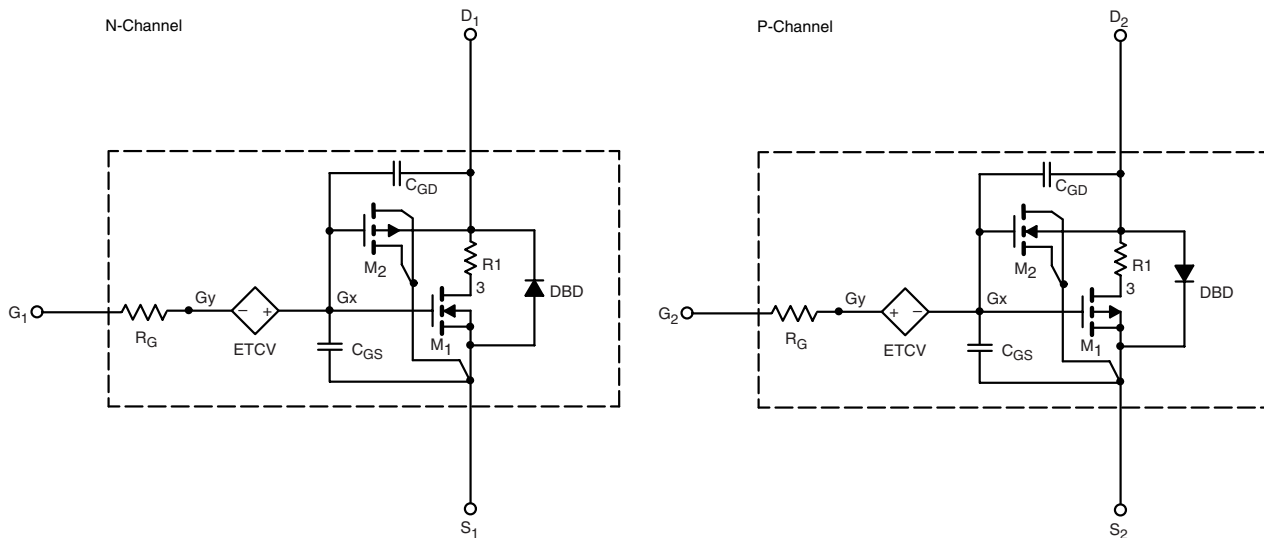 N-Channel
D1
CGD
M2
R1
3
DBD
G1
RG
Gy
− +
ETCV
Gx
M1
CGS
S1
P-Channel
D2
CGD
M2
R1
3
DBD
G2
RG
Gy
+ −
ETCV
Gx
M1
CGS
S2